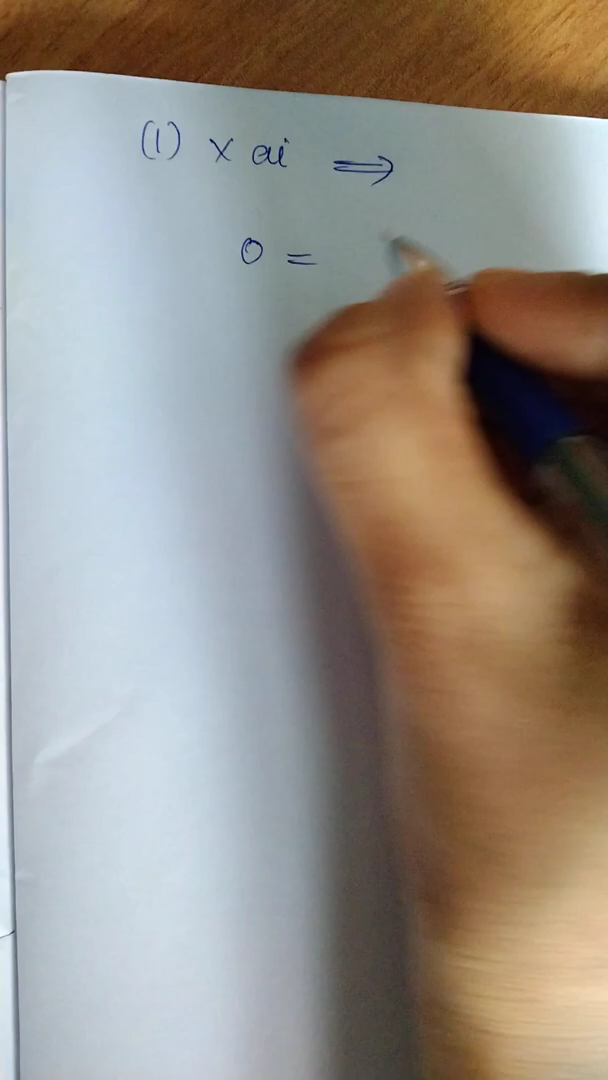 (1) × ai ⟹
0 =